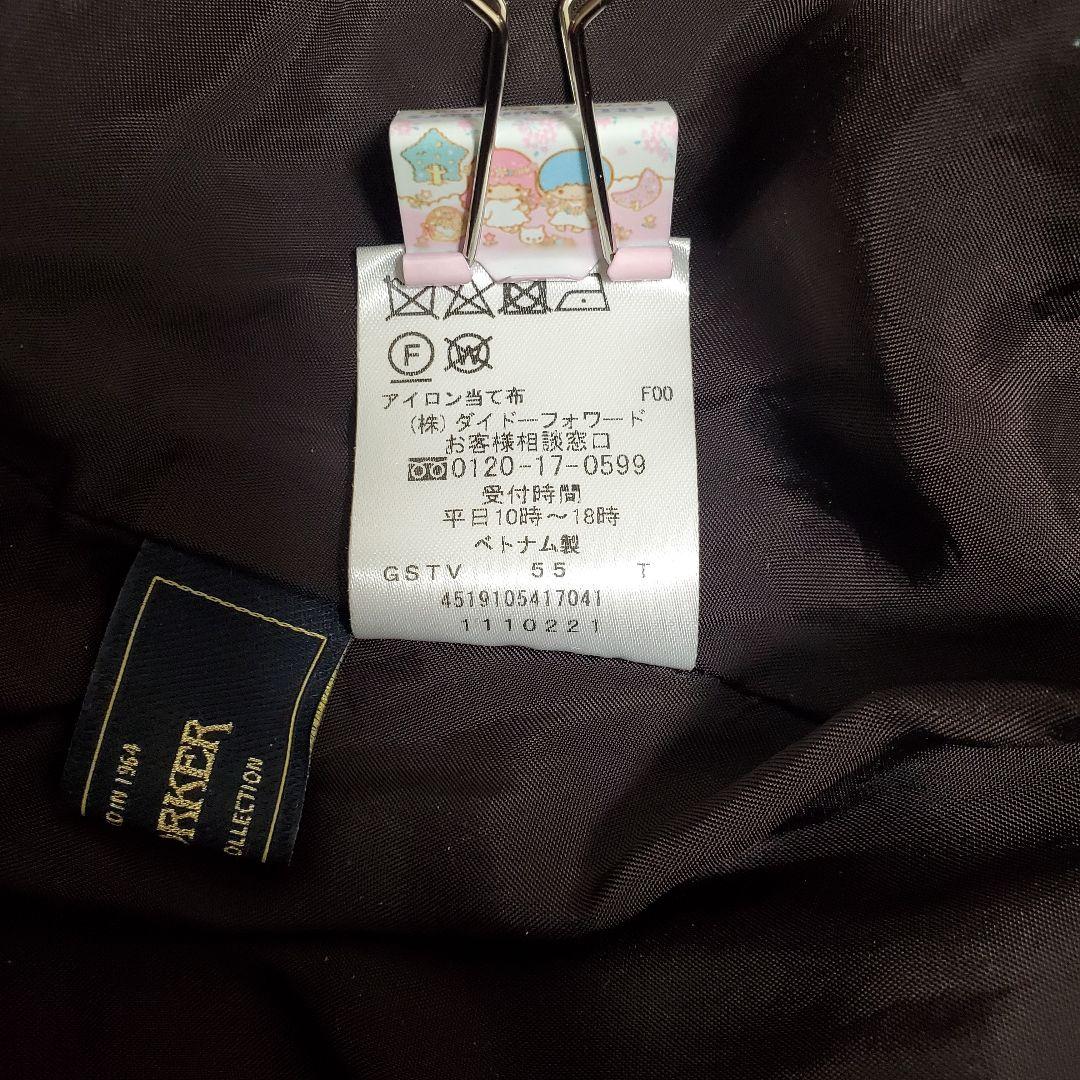 F W
アイロン当て布 F00
(株)ダイドーフォワード
お客様相談窓口
0120-17-0599
受付時間
平日10時～18時
ベトナム製
GSTV 55 T
4519105417041
1110221
D IN 1964
ORKER
OLLECTION